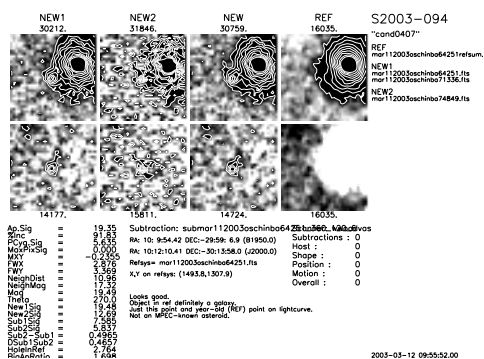 NEW1 NEW2 NEW REF
30212. 31846. 30759. 16035.
S2003-094
"cand0407"
REF
mar112003oschinba64251refsum.
NEW1
mar112003oschinba64251.fts
mar112003oschinba71336.fts
NEW2
mar112003oschinba74849.fts
14177. 15811. 14724. 16035.
Ap.Sig = 19.35
%Inc = 91.83
PCyg.Sig = 5.635
MaxPixSig = 0.000
MXY = -0.2355
FWX = 2.876
FWY = 3.369
NeighDist = 10.96
NeighMag = 17.32
Mag = 19.49
Theta = 270.0
New1Sig = 19.48
New2Sig = 12.69
Sub1Sig = 7.585
Sub2Sig = 5.837
Sub2-Sub1 = 0.4965
DSub1Sub2 = 0.4657
HoleInRef = 2.764
BigApRatio = 1.698
Subtraction:
RA: 10: 9:54.42 DEC:-29:59: 6.9 (B1950.0)
RA: 10:12:10.41 DEC:-30:13:58.0 (J2000.0)
Refsys= mar112003oschinba64251.fts
X,Y on refsys: (1493.8,1307.9)
Looks good.
Object in ref definitely a galaxy.
Just this point and year-old (REF) point on lightcurve.
Not an MPEC-known asteroid.
Subtractions : 0
Host : 0
Shape : 0
Position : 0
Motion : 0
Overall : 0
2003-03-12 09:55:52.00